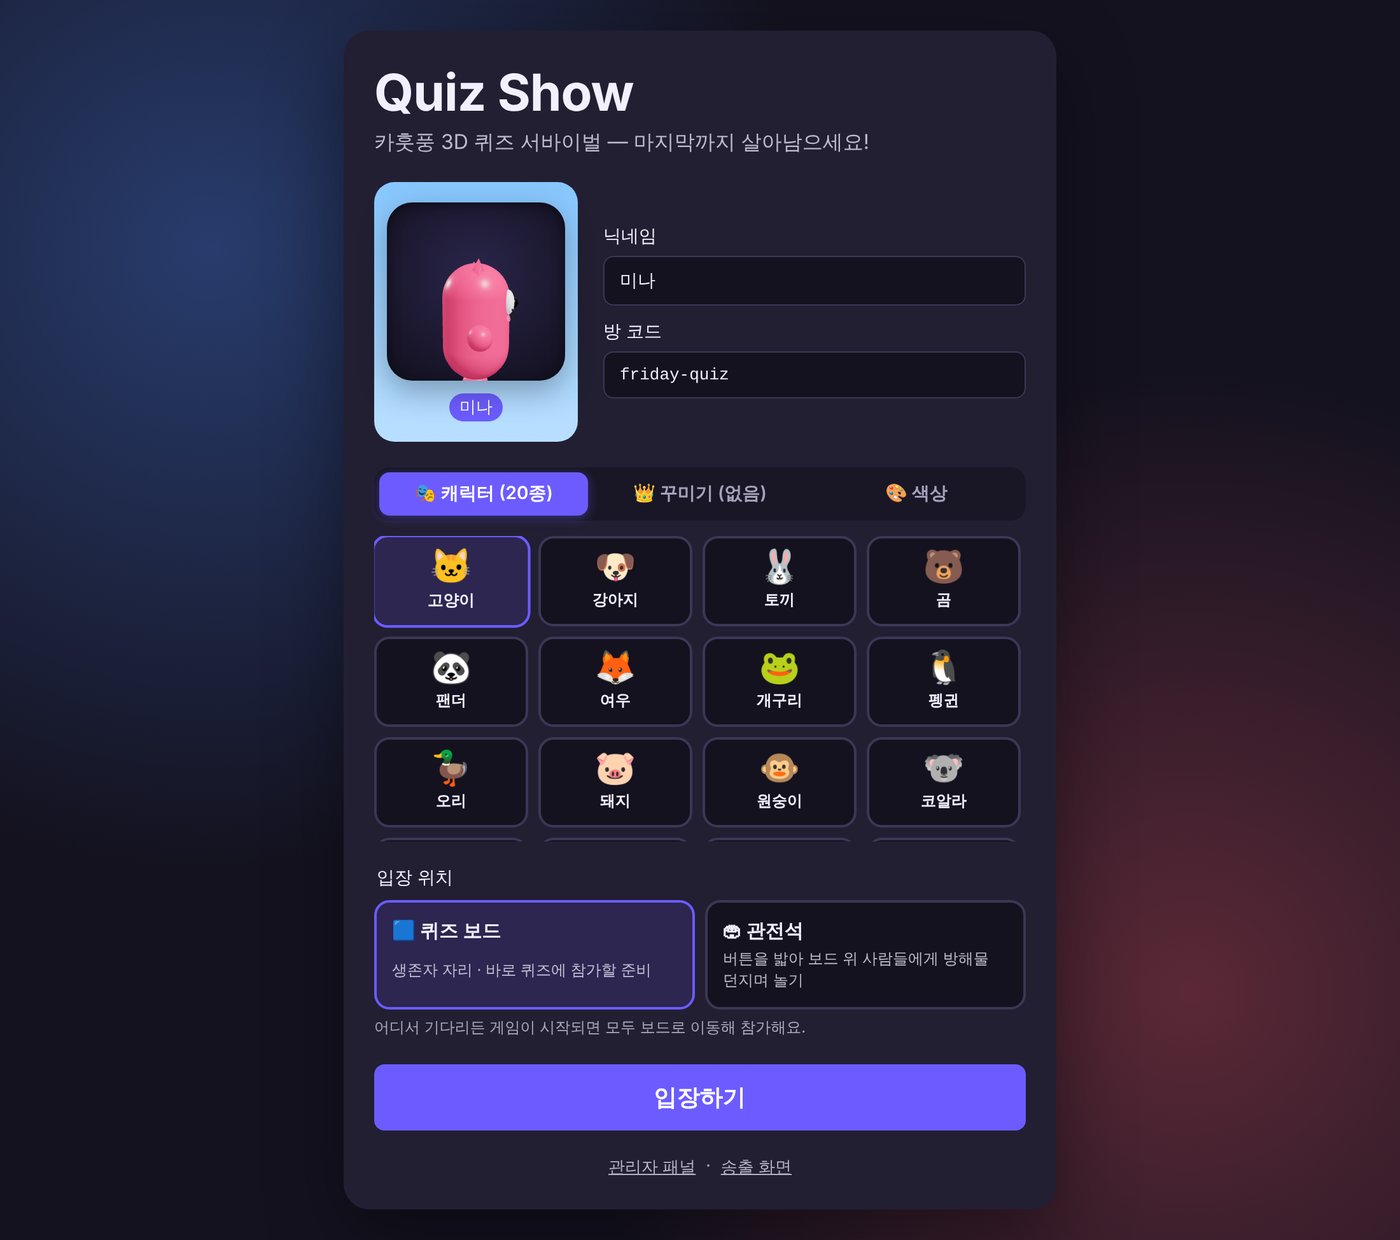 Quiz Show
카훗풍 3D 퀴즈 서바이벌 — 마지막까지 살아남으세요!
닉네임
미나
방 코드
friday-quiz
미나
캐릭터 (20종)
꾸미기 (없음)
색상
고양이
강아지
토끼
곰
팬더
여우
개구리
펭귄
오리
돼지
원숭이
코알라
입장 위치
퀴즈 보드
생존자 자리 · 바로 퀴즈에 참가할 준비
관전석
버튼을 밟아 보드 위 사람들에게 방해물
던지며 놀기
어디서 기다리든 게임이 시작되면 모두 보드로 이동해 참가해요.
입장하기
관리자 패널 · 송출 화면